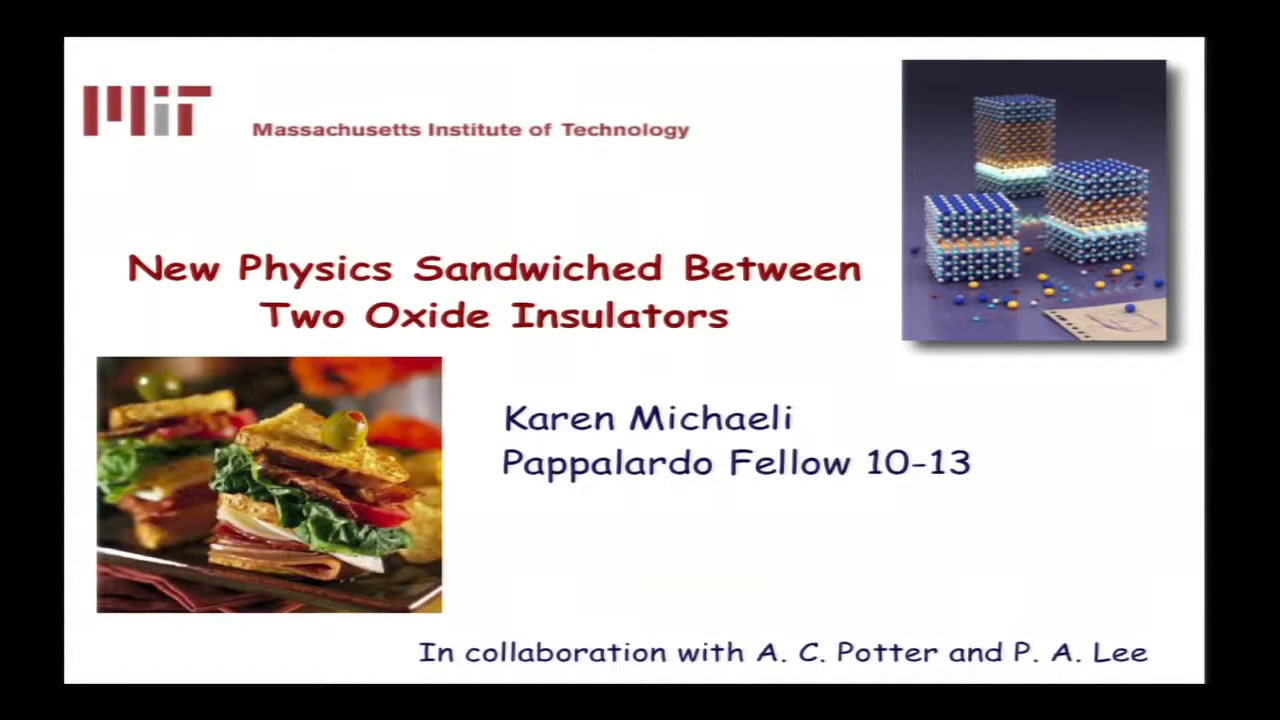 MIT
Massachusetts Institute of Technology
New Physics Sandwiched Between
Two Oxide Insulators
Karen Michaeli
Pappalardo Fellow 10-13
In collaboration with A. C. Potter and P. A. Lee